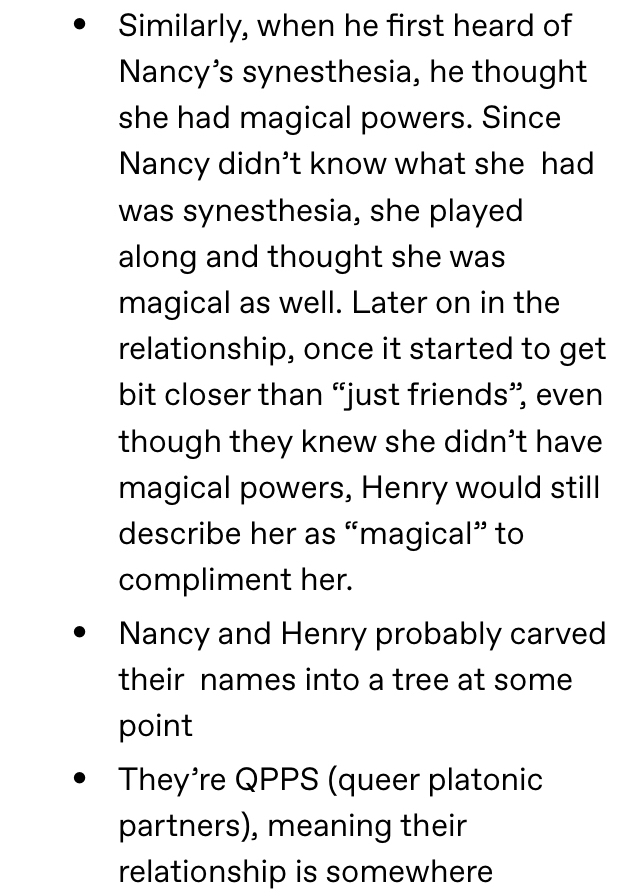 • Similarly, when he first heard of
Nancy’s synesthesia, he thought
she had magical powers. Since
Nancy didn’t know what she  had
was synesthesia, she played
along and thought she was
magical as well. Later on in the
relationship, once it started to get
bit closer than “just friends”, even
though they knew she didn’t have
magical powers, Henry would still
describe her as “magical” to
compliment her.
• Nancy and Henry probably carved
their  names into a tree at some
point
• They’re QPPS (queer platonic
partners), meaning their
relationship is somewhere